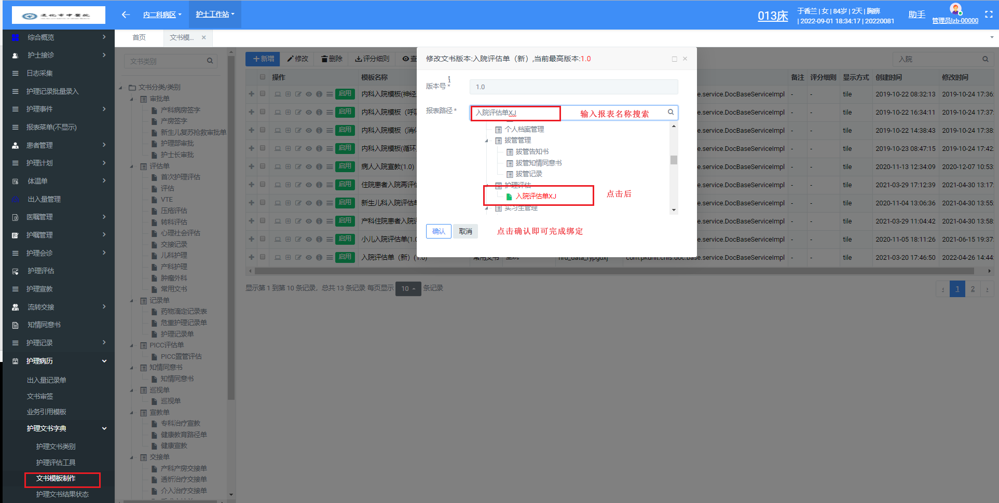 遵化市中医院
内二科病区
护士工作站
013床
于香兰 | 女 | 84岁 | 2天 | 胸痹
| 2022-09-01 18:34:17 | 20220081
助手
管理员lzb-00000
综合概览
护士接诊
日志采集
护理记录批量录入
护理事件
报表菜单(不显示)
患者管理
护理计划
体温单
出入量管理
医嘱管理
护嘱管理
护理会诊
护理评估
护理宣教
流转交接
知情同意书
护理记录
护理病历
出入量记录单
文书审签
业务引用模板
护理文书字典
护理文书类别
护理评估工具
文书模板制作
护理文书结果状态
首页
文书模...
文书类别
文书分类/类别
审批单
产科病房签字
产房签字
新生儿复苏抢救审批单
护理部审批
护士长审批
评估单
首次护理评估
评估
VTE
压疮评估
转科评估
心理社会评估
交接记录
儿科护理
产科护理
肿瘤外科
常用文书
记录单
药物滴定记录表
危重护理记录单
护理记录单
PICC评估单
PICC置管评估
知情同意书
知情同意书
巡视单
巡视单
宣教单
专科治疗宣教
健康教育路径单
健康宣教
交接单
产科产房交接单
透析治疗交接单
介入治疗交接单
新增
修改
删除
评分细则
查
入院
操作
模板名称
备注
评分细则
显示方式
创建时间
修改时间
启用 内科入院模板(神经 e.service.DocBaseServiceImpl - - tile 2019-10-22 08:32:13 2019-10-24 17:36:
启用 内科入院模板（呼吸 e.service.DocBaseServiceImpl - - tile 2019-10-22 16:34:11 2019-10-24 17:37:
启用 内科入院模板（消化 e.service.DocBaseServiceImpl - - tile 2019-10-22 14:38:43 2019-10-24 17:38:
启用 内科入院模板(循环 e.service.DocBaseServiceImpl - - tile 2019-10-23 08:47:15 2019-10-24 17:42:
启用 病人入院宣教(1.0) e.service.DocBaseServiceImpl - - tile 2020-11-13 12:34:09 2020-12-07 10:53:
启用 住院患者入院再评估 e.service.DocBaseServiceImpl - - tile 2021-03-29 17:12:39 2021-04-30 13:17:
启用 新生儿科入院评估单 e.service.DocBaseServiceImpl - - tile 2020-11-04 13:06:36 2021-04-30 13:55:
启用 产科住院患者入院评 e.service.DocBaseServiceImpl - - tile 2021-03-29 11:04:42 2021-04-30 13:58:
启用 小儿入院评估单(1.0 e.service.DocBaseServiceImpl - - tile 2020-11-05 18:11:26 2021-06-15 19:37:
启用 入院评估单（新）(1.0) 常用文书 全院 hrd_data_rypgdxj com.pkunit.chis.doc.base.service.DocBaseServiceImpl - - tile 2021-03-20 17:46:50 2022-04-26 14:44:
显示第 1 到第 10 条记录，总共 13 条记录 每页显示 10 条记录
‹ 1 2 ›
修改文书版本:入院评估单（新）,当前最高版本:1.0
版本号 *
1.0
报表路径 *
入院评估单XJ
输入报表名称搜索
个人档案管理
拔管管理
拔管告知书
拔管知情同意书
拔管记录
护理评估
入院评估单XJ
点击后
实习生管理
确认
取消
点击确认即可完成绑定